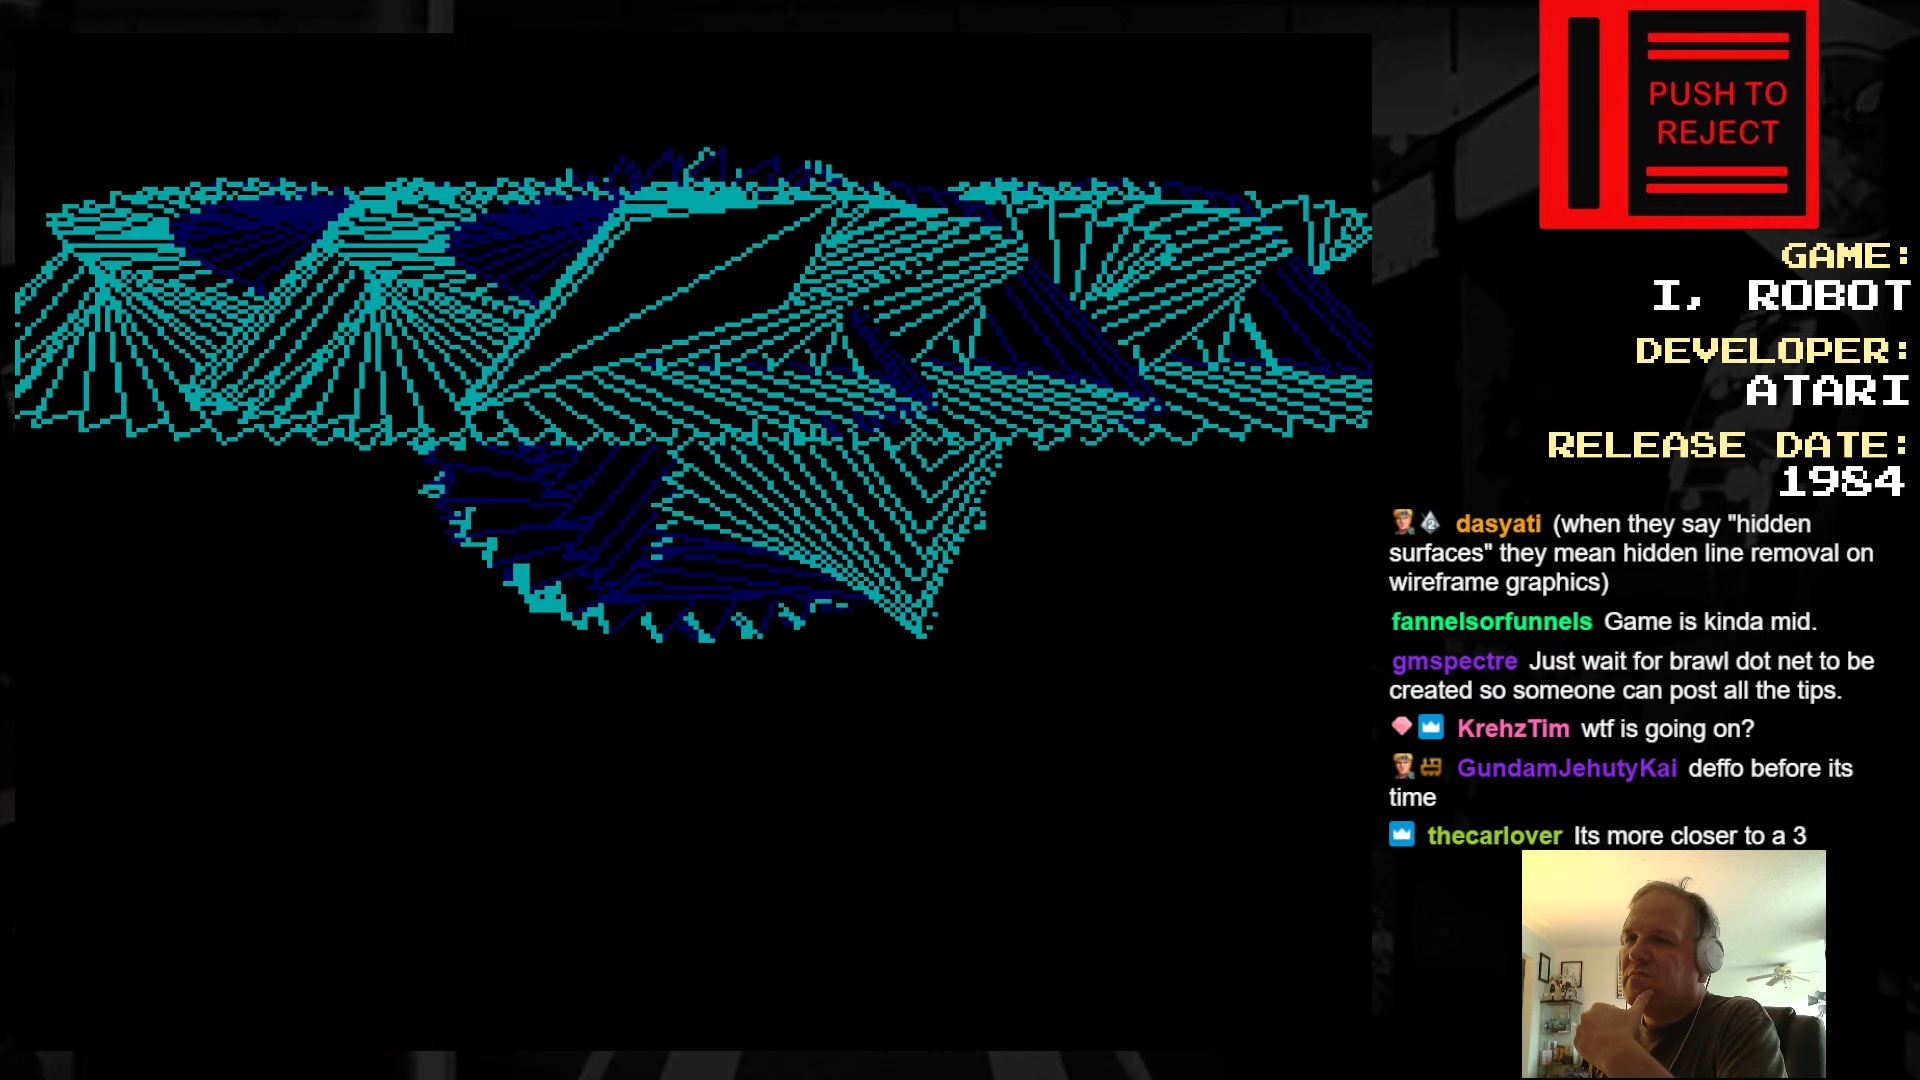 PUSH TO
REJECT
GAME:
I, ROBOT
DEVELOPER:
ATARI
RELEASE DATE:
1984
dasyati (when they say "hidden
surfaces" they mean hidden line removal on
wireframe graphics)
fannelsorfunnels Game is kinda mid.
gmspectre Just wait for brawl dot net to be
created so someone can post all the tips.
KrehzTim wtf is going on?
GundamJehutyKai deffo before its
time
thecarlover Its more closer to a 3